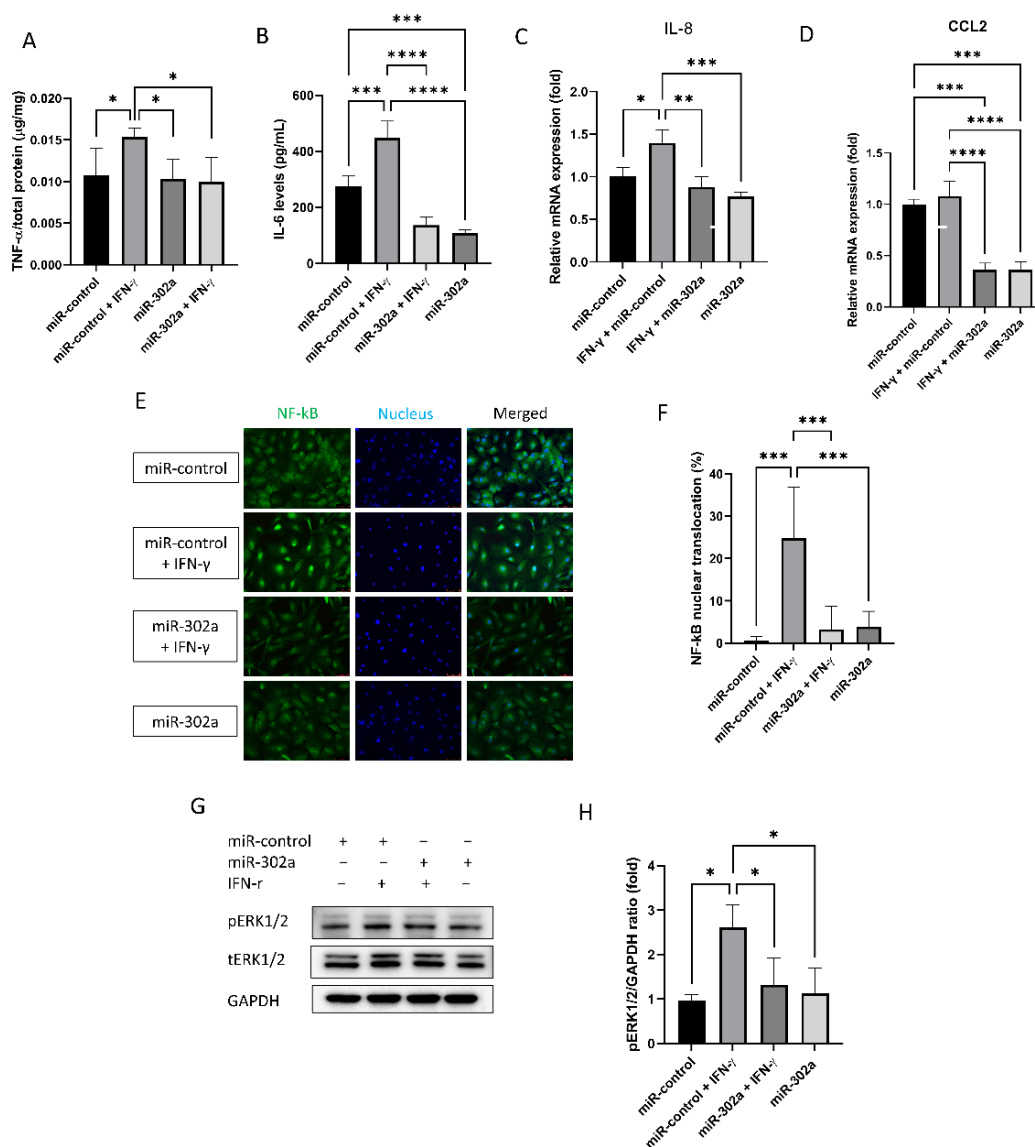 A
TNF-α/total protein (µg/mg)
0.020
0.015
0.010
0.005
0.000
*
*
*
miR-control
miR-control + IFN-γ
miR-302a
miR-302a + IFN-γ
B
IL-6 levels (pg/mL)
600
400
200
0
***
****
***
****
miR-control
miR-control + IFN-γ
miR-302a + IFN-γ
miR-302a
C
IL-8
Relative mRNA expression (fold)
2.0
1.5
1.0
0.5
0.0
***
*
**
miR-control
IFN-γ + miR-control
IFN-γ + miR-302a
miR-302a
D
CCL2
Relative mRNA expression (fold)
1.5
1.0
0.5
0.0
***
***
****
****
miR-control
IFN-γ + miR-control
IFN-γ + miR-302a
miR-302a
E
NF-kB Nucleus Merged
miR-control
miR-control
+ IFN-γ
miR-302a
+ IFN-γ
miR-302a
F
NF-kB nuclear translocation (%)
40
30
20
10
0
***
***
***
miR-control
miR-control + IFN-γ
miR-302a + IFN-γ
miR-302a
G
miR-control + + – –
miR-302a – – + +
IFN-r – + + –
pERK1/2
tERK1/2
GAPDH
H
pERK1/2/GAPDH ratio (fold)
4
3
2
1
0
*
*
*
miR-control
miR-control + IFN-γ
miR-302a + IFN-γ
miR-302a